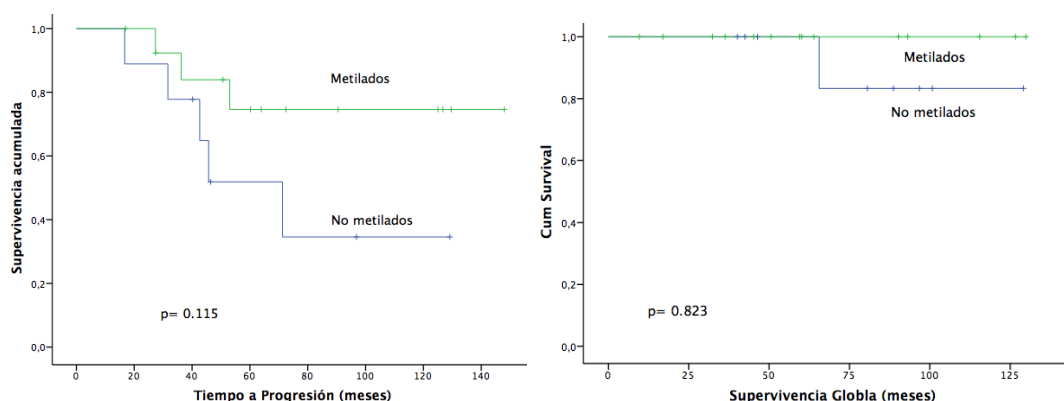 Supervivencia acumulada
1,0
0,8
0,6
0,4
0,2
0,0
Metilados
No metilados
p= 0.115
0 20 40 60 80 100 120 140
Tiempo a Progresión (meses)
Cum Survival
1,0
0,8
0,6
0,4
0,2
0,0
Metilados
No metilados
p= 0.823
0 25 50 75 100 125
Supervivencia Globla (meses)